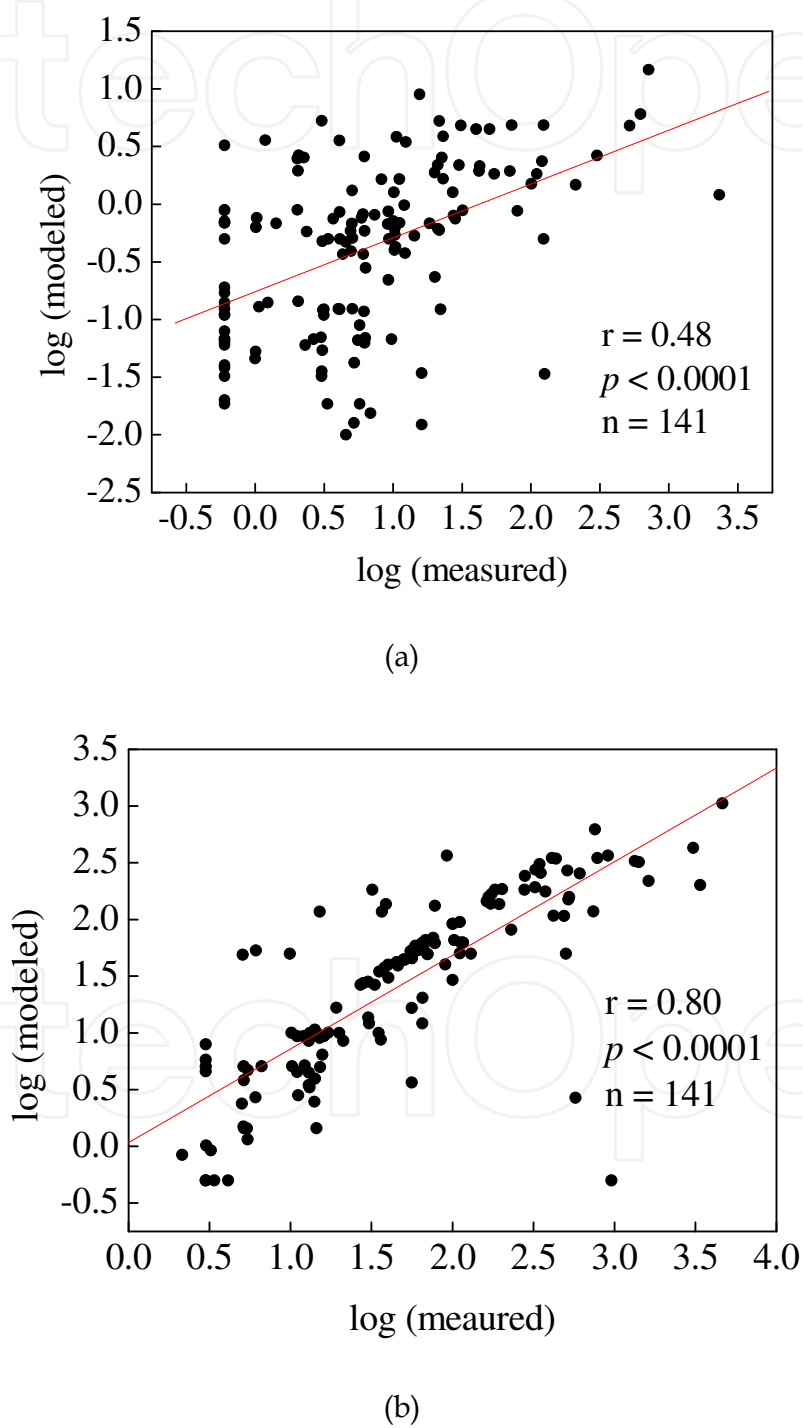 techOpe
1.5
1.0
0.5
0.0
-0.5
-1.0
-1.5
-2.0
-2.5
log (modeled)
r = 0.48
p < 0.0001
n = 141
-0.5 0.0 0.5 1.0 1.5 2.0 2.5 3.0 3.5
log (measured)
(a)
3.5
3.0
2.5
2.0
1.5
1.0
0.5
0.0
-0.5
log (modeled)
r = 0.80
p < 0.0001
n = 141
techOpe
0.0 0.5 1.0 1.5 2.0 2.5 3.0 3.5 4.0
log (meaured)
(b)